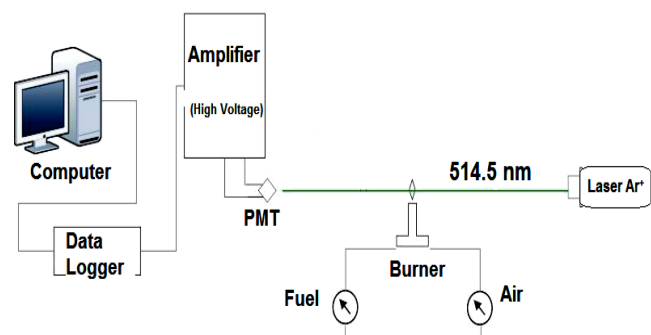 Amplifier
(High Voltage)
Computer
514.5 nm
Laser Ar⁺
PMT
Data
Logger
Burner
Fuel
Air